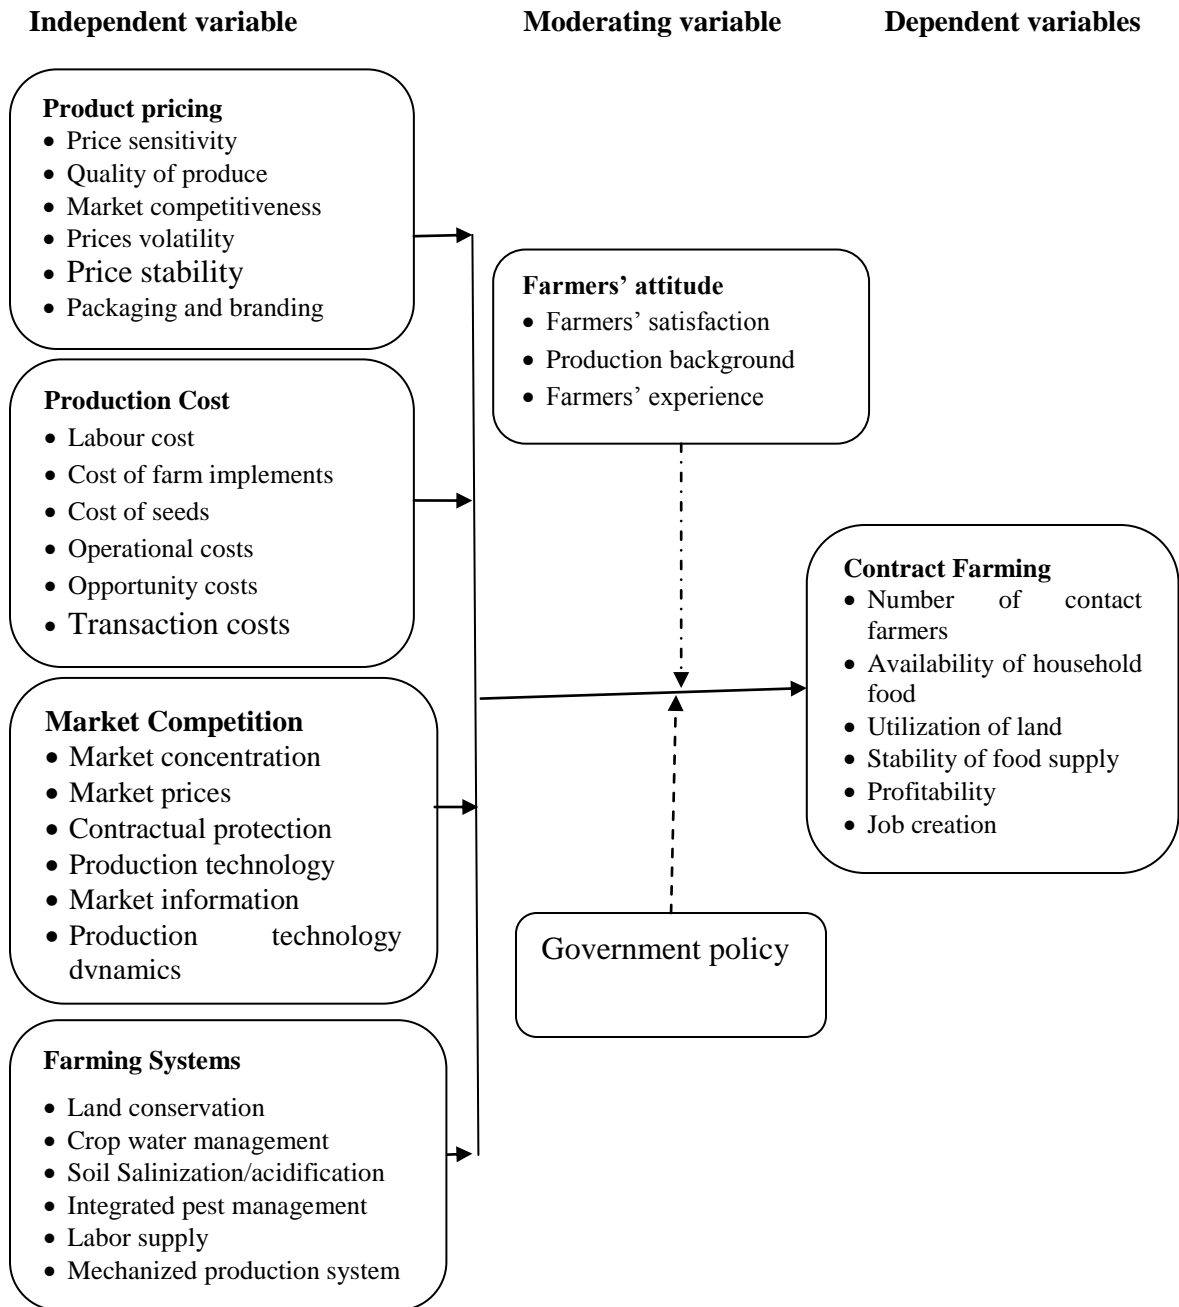 Independent variable
Moderating variable
Dependent variables
Product pricing
• Price sensitivity
• Quality of produce
• Market competitiveness
• Prices volatility
• Price stability
• Packaging and branding
Production Cost
• Labour cost
• Cost of farm implements
• Cost of seeds
• Operational costs
• Opportunity costs
• Transaction costs
Market Competition
• Market concentration
• Market prices
• Contractual protection
• Production technology
• Market information
• Production technology
dynamics
Farming Systems
• Land conservation
• Crop water management
• Soil Salinization/acidification
• Integrated pest management
• Labor supply
• Mechanized production system
Farmers’ attitude
• Farmers’ satisfaction
• Production background
• Farmers’ experience
Government policy
Contract Farming
• Number of contact
farmers
• Availability of household
food
• Utilization of land
• Stability of food supply
• Profitability
• Job creation